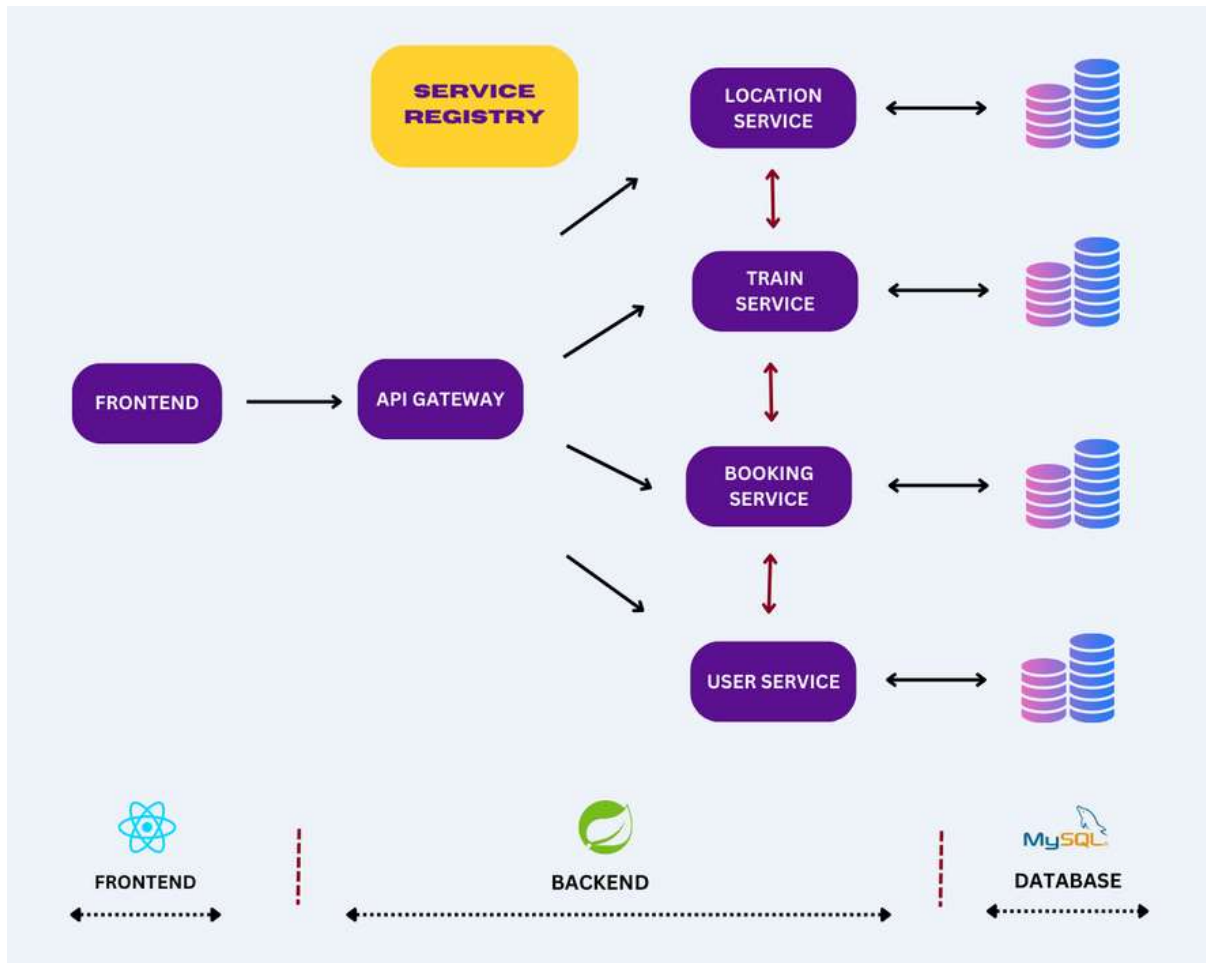 SERVICE
REGISTRY
LOCATION
SERVICE
TRAIN
SERVICE
FRONTEND
API GATEWAY
BOOKING
SERVICE
USER SERVICE
MySQL
FRONTEND
BACKEND
DATABASE